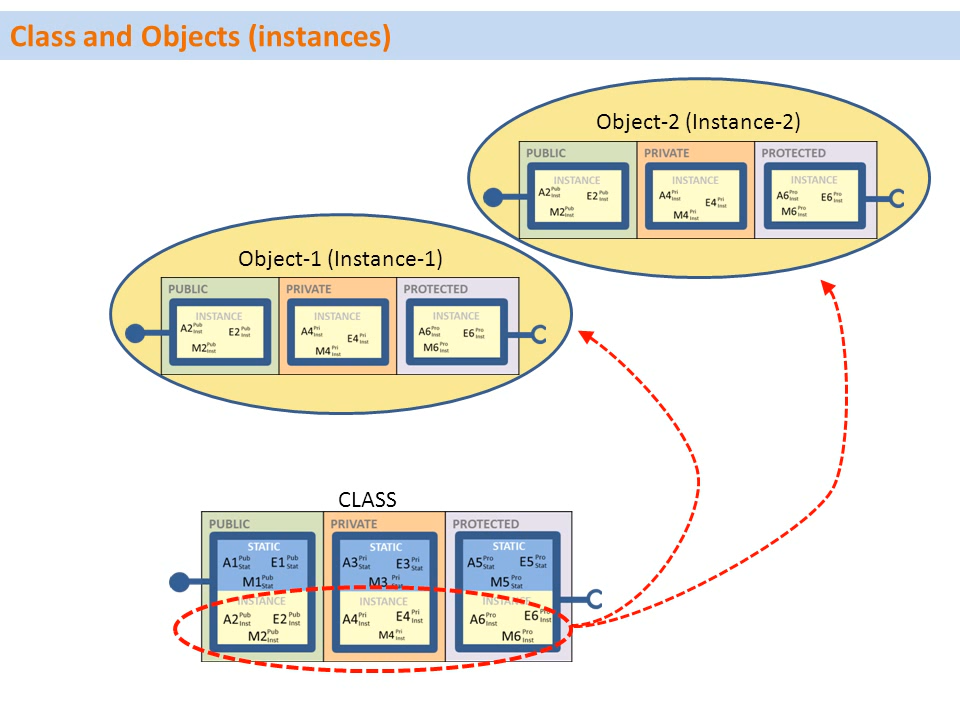 Class and Objects (instances)
Object-2 (Instance-2)
PUBLIC PRIVATE PROTECTED
INSTANCE INSTANCE INSTANCE
A2 Pub Inst E2 Pub Inst A4 Pri Inst E4 Pri Inst A6 Pro Inst E6 Pro Inst
M2 Pub Inst M4 Pri Inst M6 Pro Inst
Object-1 (Instance-1)
PUBLIC PRIVATE PROTECTED
INSTANCE INSTANCE INSTANCE
A2 Pub Inst E2 Pub Inst A4 Pri Inst E4 Pri Inst A6 Pro Inst E6 Pro Inst
M2 Pub Inst M4 Pri Inst M6 Pro Inst
CLASS
PUBLIC PRIVATE PROTECTED
STATIC STATIC STATIC
A1 Pub Stat E1 Pub Stat A3 Pri Stat E3 Pri Stat A5 Pro Stat E5 Pro Stat
M1 Pub Stat M3 Pri Stat M5 Pro Stat
INSTANCE INSTANCE INSTANCE
A2 Pub Inst E2 Pub Inst A4 Pri Inst E4 Pri Inst A6 Pro Inst E6 Pro Inst
M2 Pub Inst M4 Pri Inst M6 Pro Inst